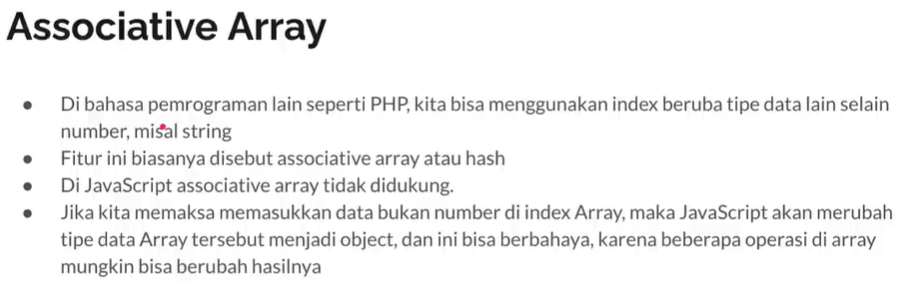 Associative Array
● Di bahasa pemrograman lain seperti PHP, kita bisa menggunakan index beruba tipe data lain selain
number, misal string
● Fitur ini biasanya disebut associative array atau hash
● Di JavaScript associative array tidak didukung.
● Jika kita memaksa memasukkan data bukan number di index Array, maka JavaScript akan merubah
tipe data Array tersebut menjadi object, dan ini bisa berbahaya, karena beberapa operasi di array
mungkin bisa berubah hasilnya